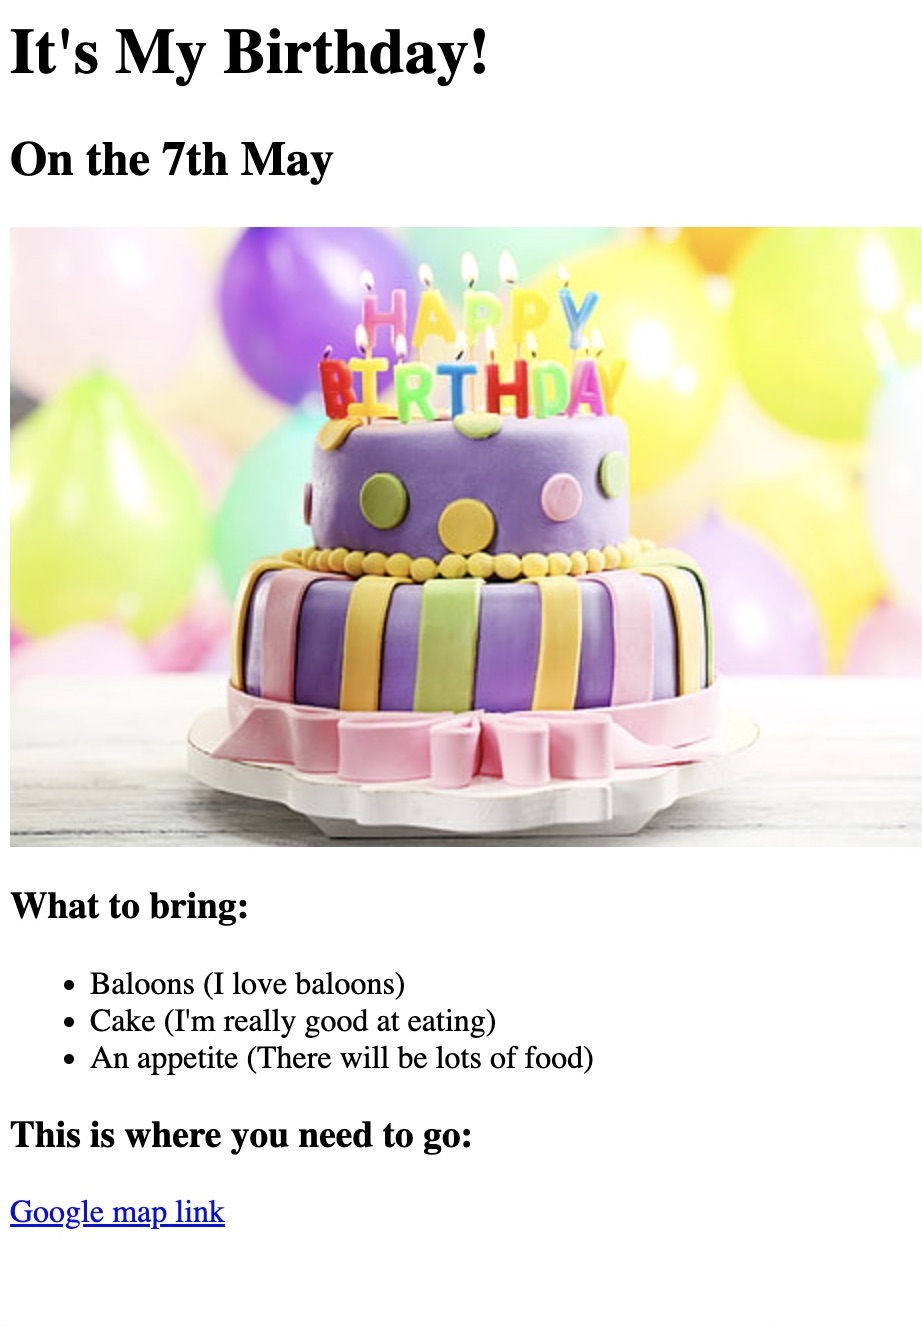 It's My Birthday!
On the 7th May
HAPPY
BIRTHDAY
What to bring:
Baloons (I love baloons)
Cake (I'm really good at eating)
An appetite (There will be lots of food)
This is where you need to go:
Google map link